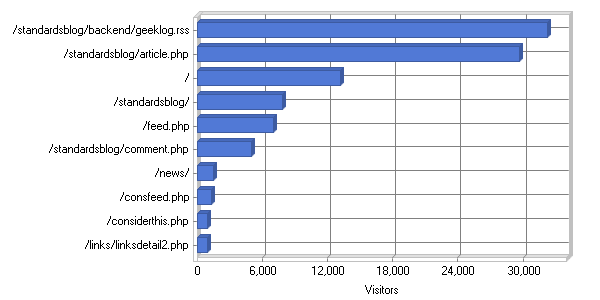 /standardsblog/backend/geeklog.rss
/standardsblog/article.php
/
/standardsblog/
/feed.php
/standardsblog/comment.php
/news/
/consfeed.php
/considerthis.php
/links/linksdetail2.php
0 6,000 12,000 18,000 24,000 30,000
Visitors